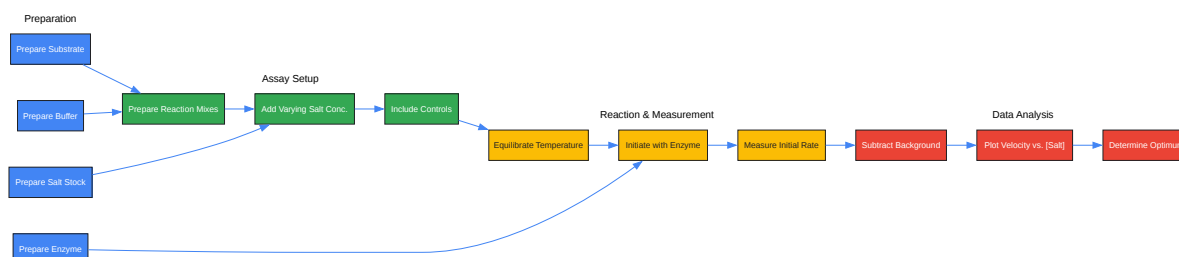 Preparation
Prepare Substrate
Prepare Buffer
Prepare Salt Stock
Prepare Enzyme
Assay Setup
Prepare Reaction Mixes
Add Varying Salt Conc.
Include Controls
Reaction & Measurement
Equilibrate Temperature
Initiate with Enzyme
Measure Initial Rate
Data Analysis
Subtract Background
Plot Velocity vs. [Salt]
Determine Optimum